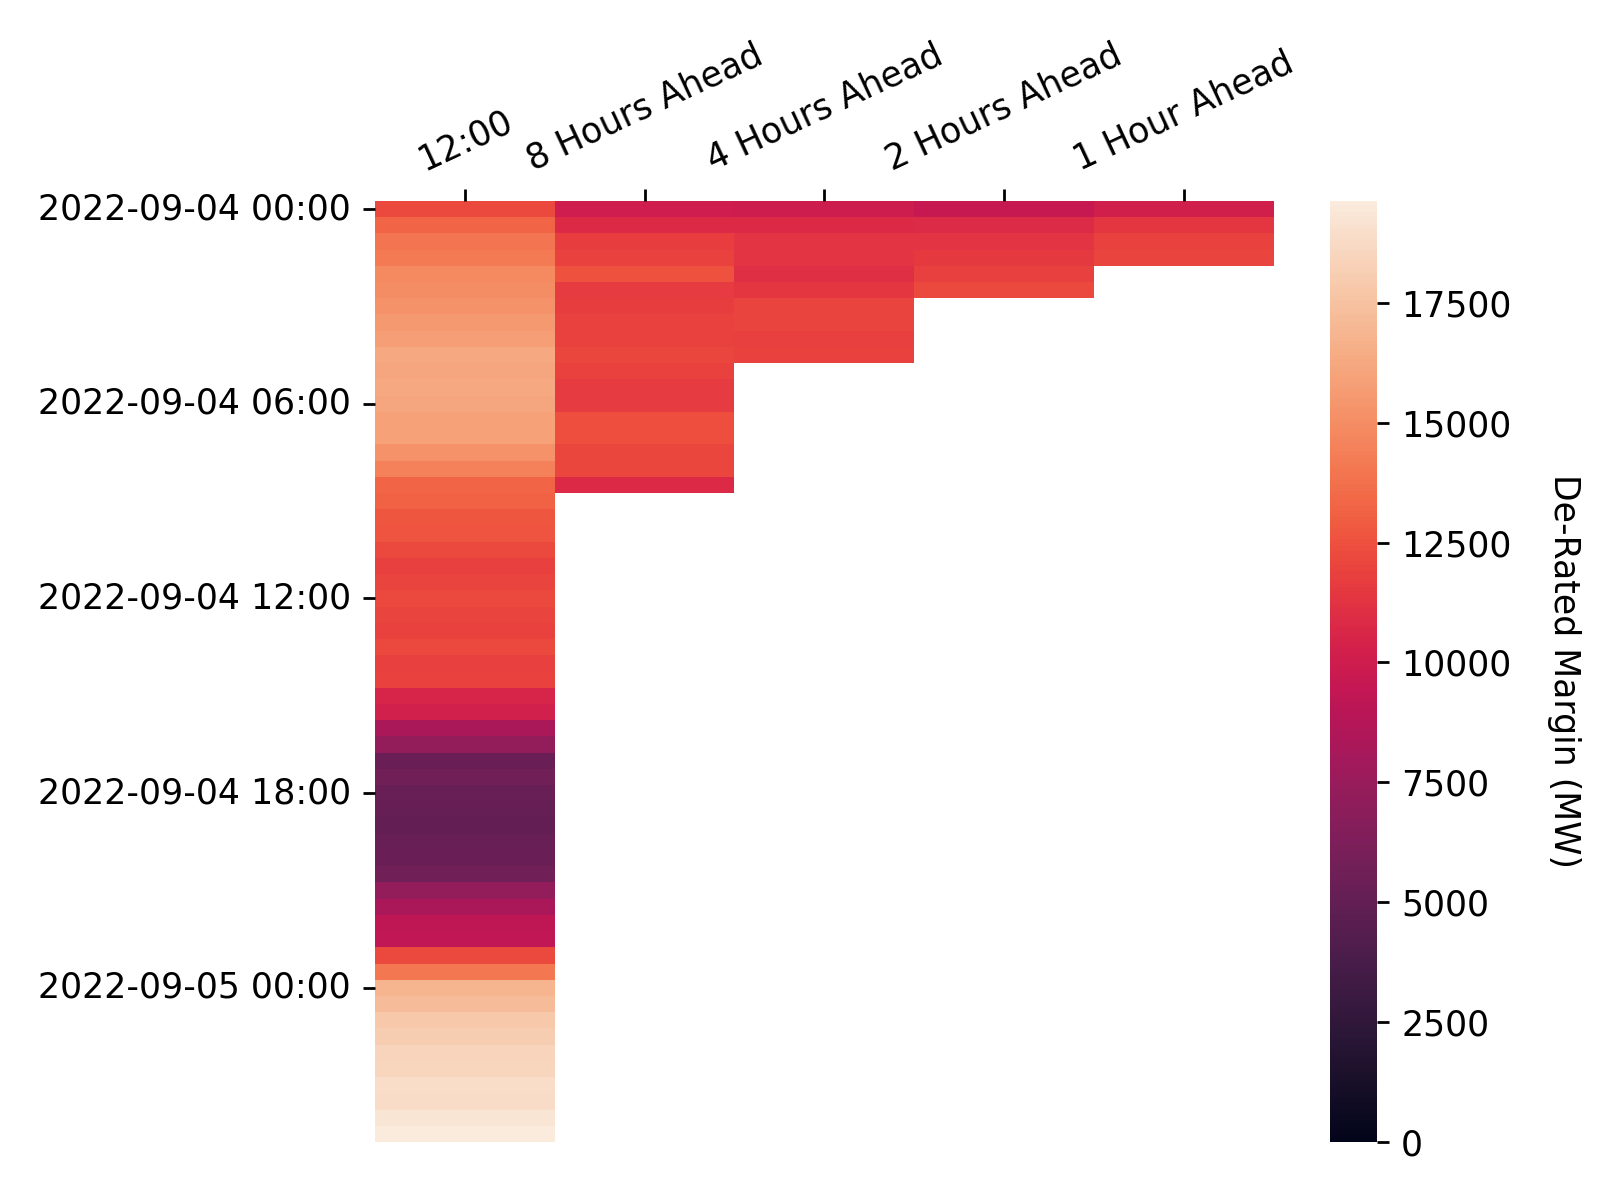 12:00
8 Hours Ahead
4 Hours Ahead
2 Hours Ahead
1 Hour Ahead
2022-09-04 00:00
2022-09-04 06:00
2022-09-04 12:00
2022-09-04 18:00
2022-09-05 00:00
17500
15000
12500
10000
7500
5000
2500
0
De-Rated Margin (MW)